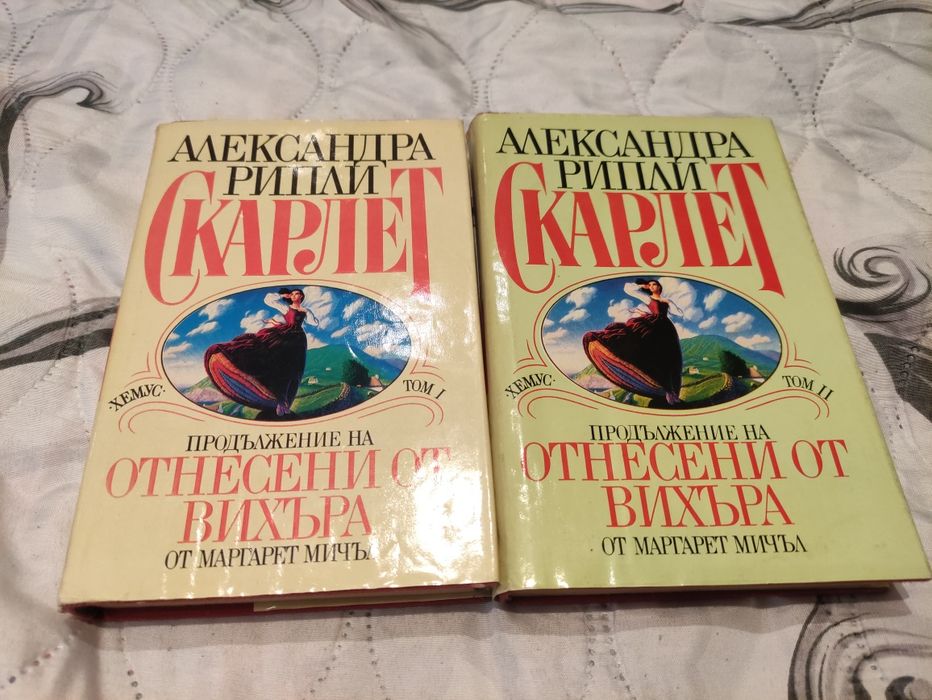 АЛЕКСАНДРА
РИПЛИ
СКАРЛЕТ
·ХЕМУС·
ТОМ I
ПРОДЪЛЖЕНИЕ НА
ОТНЕСЕНИ ОТ
ВИХЪРА
ОТ МАРГАРЕТ МИЧЪЛ
АЛЕКСАНДРА
РИПЛИ
СКАРЛЕТ
·ХЕМУС·
ТОМ II
ПРОДЪЛЖЕНИЕ НА
ОТНЕСЕНИ ОТ
ВИХЪРА
ОТ МАРГАРЕТ МИЧЪЛ